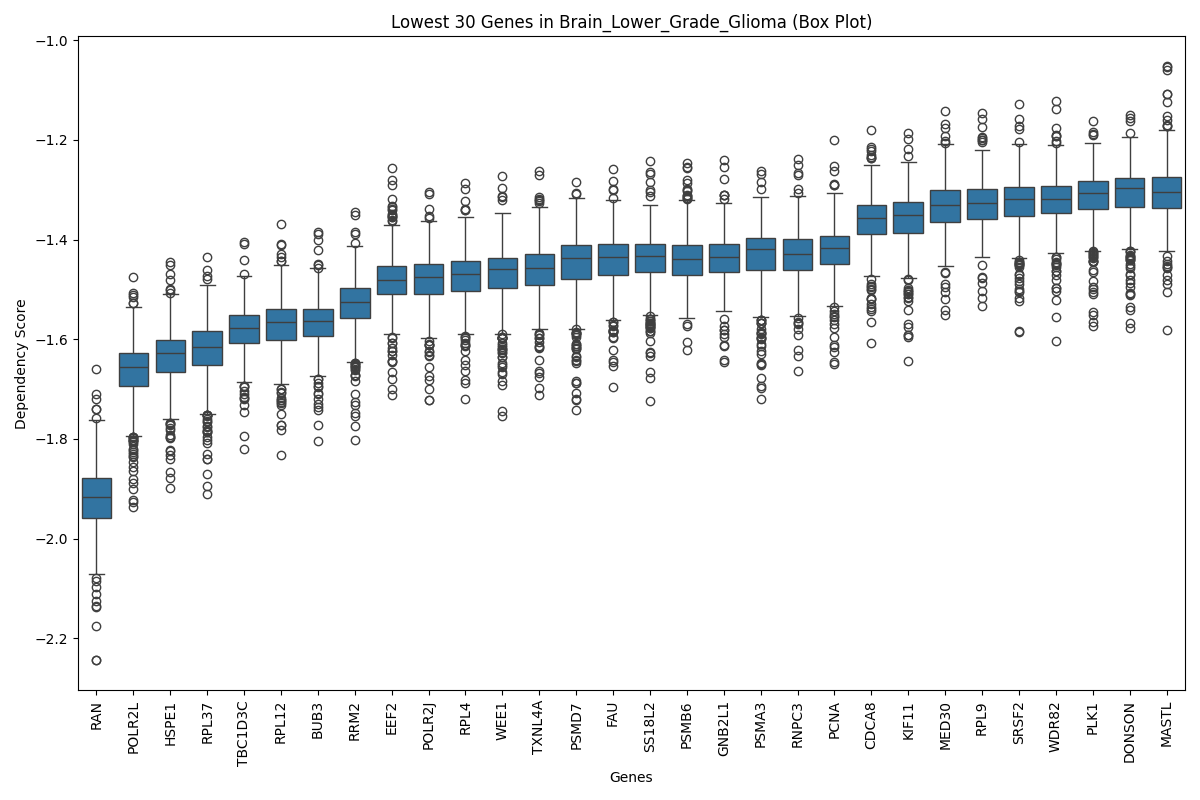 Lowest 30 Genes in Brain_Lower_Grade_Glioma (Box Plot)
Dependency Score
−1.0
−1.2
−1.4
−1.6
−1.8
−2.0
−2.2
RAN
POLR2L
HSPE1
RPL37
TBC1D3C
RPL12
BUB3
RRM2
EEF2
POLR2J
RPL4
WEE1
TXNL4A
PSMD7
FAU
SS18L2
PSMB6
GNB2L1
PSMA3
RNPC3
PCNA
CDCA8
KIF11
MED30
RPL9
SRSF2
WDR82
PLK1
DONSON
MASTL
Genes